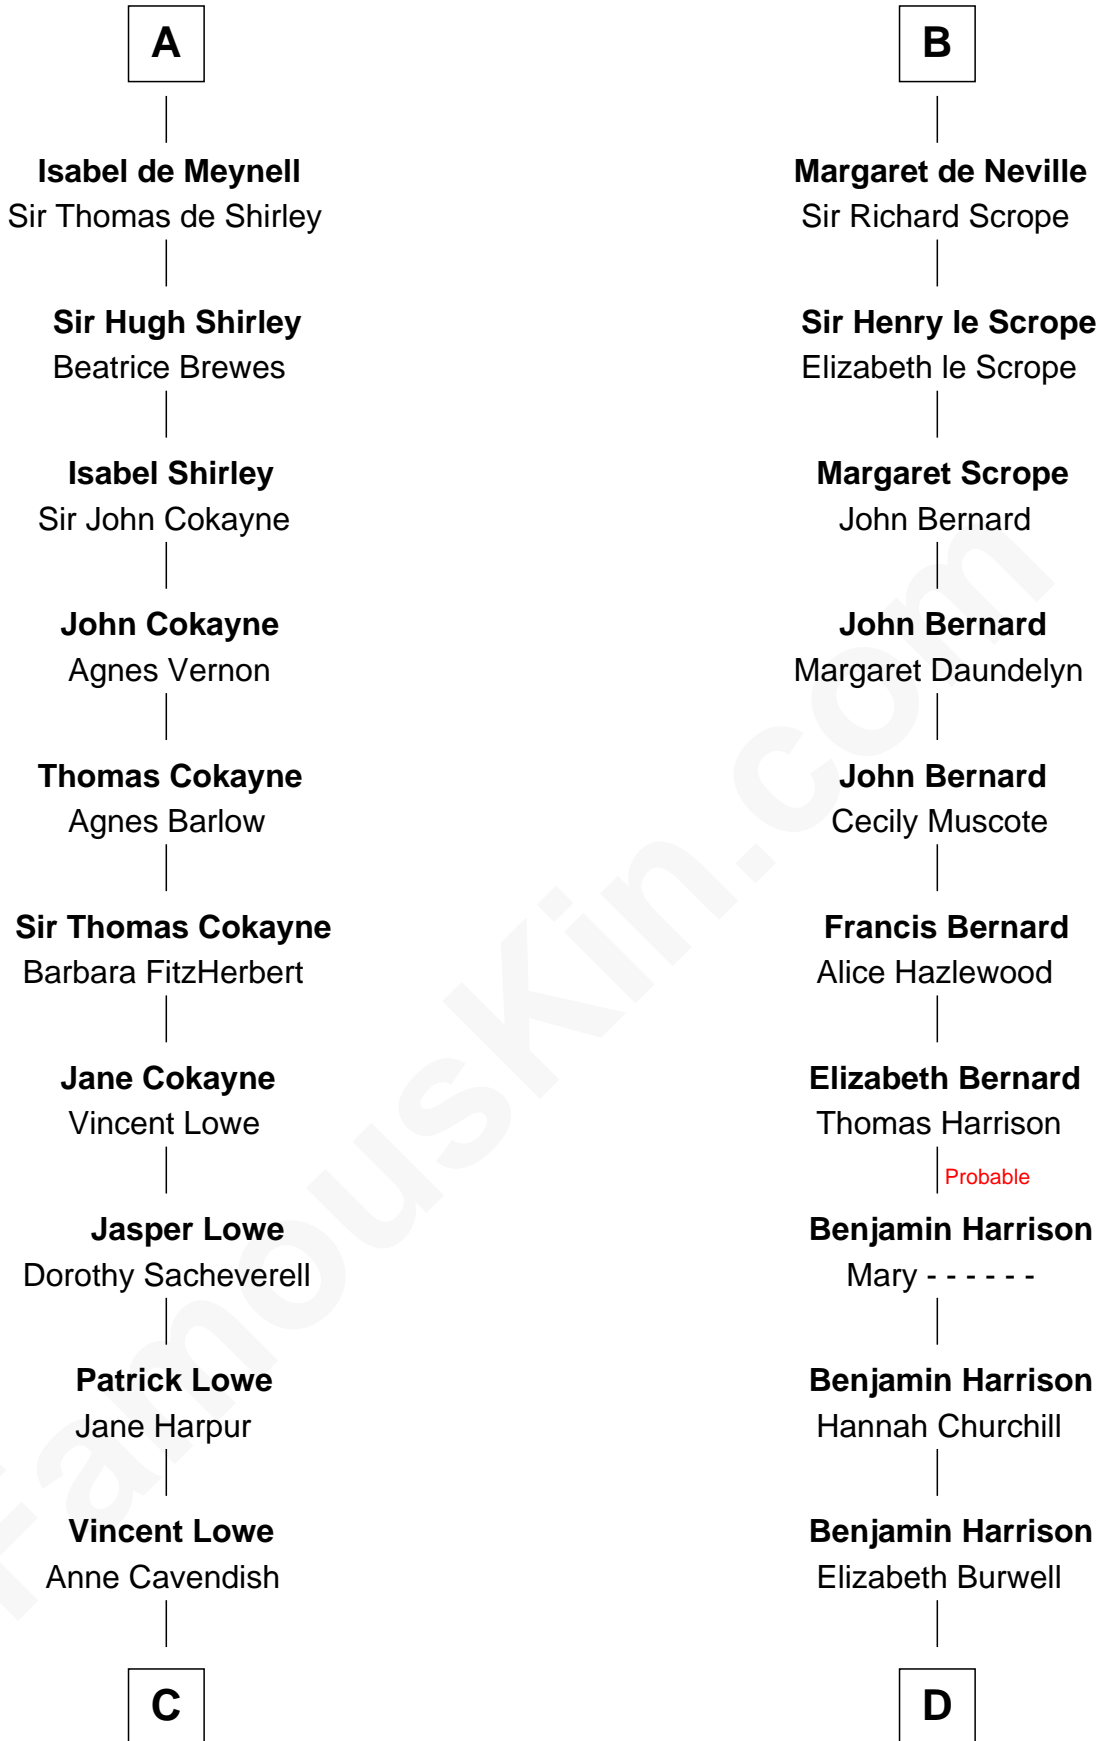 A
Isabel de Meynell
Sir Thomas de Shirley
Sir Hugh Shirley
Beatrice Brewes
Isabel Shirley
Sir John Cokayne
John Cokayne
Agnes Vernon
Thomas Cokayne
Agnes Barlow
Sir Thomas Cokayne
Barbara FitzHerbert
Jane Cokayne
Vincent Lowe
Jasper Lowe
Dorothy Sacheverell
Patrick Lowe
Jane Harpur
Vincent Lowe
Anne Cavendish
C
B
Margaret de Neville
Sir Richard Scrope
Sir Henry le Scrope
Elizabeth le Scrope
Margaret Scrope
John Bernard
John Bernard
Margaret Daundelyn
John Bernard
Cecily Muscote
Francis Bernard
Alice Hazlewood
Elizabeth Bernard
Thomas Harrison
Probable
Benjamin Harrison
Mary - - - - - -
Benjamin Harrison
Hannah Churchill
Benjamin Harrison
Elizabeth Burwell
D
FamousKin.com